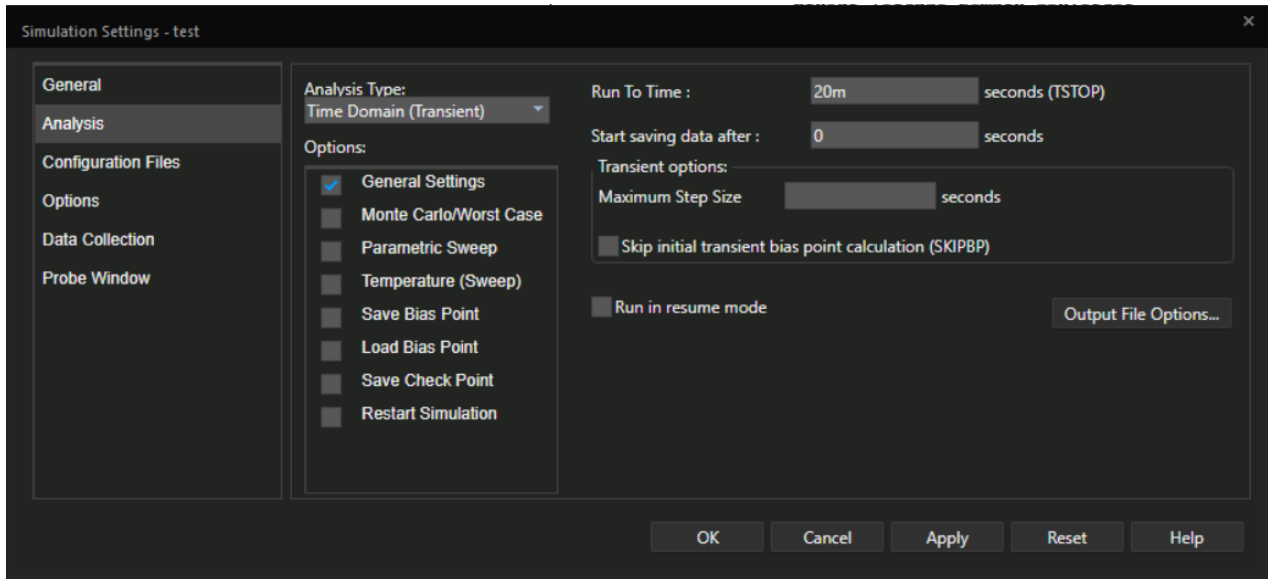 Simulation Settings - test
×
General
Analysis
Configuration Files
Options
Data Collection
Probe Window
Analysis Type:
Time Domain (Transient)
Options:
General Settings
Monte Carlo/Worst Case
Parametric Sweep
Temperature (Sweep)
Save Bias Point
Load Bias Point
Save Check Point
Restart Simulation
Run To Time : 20m seconds (TSTOP)
Start saving data after : 0 seconds
Transient options:
Maximum Step Size seconds
Skip initial transient bias point calculation (SKIPBP)
Run in resume mode
Output File Options...
OK Cancel Apply Reset Help